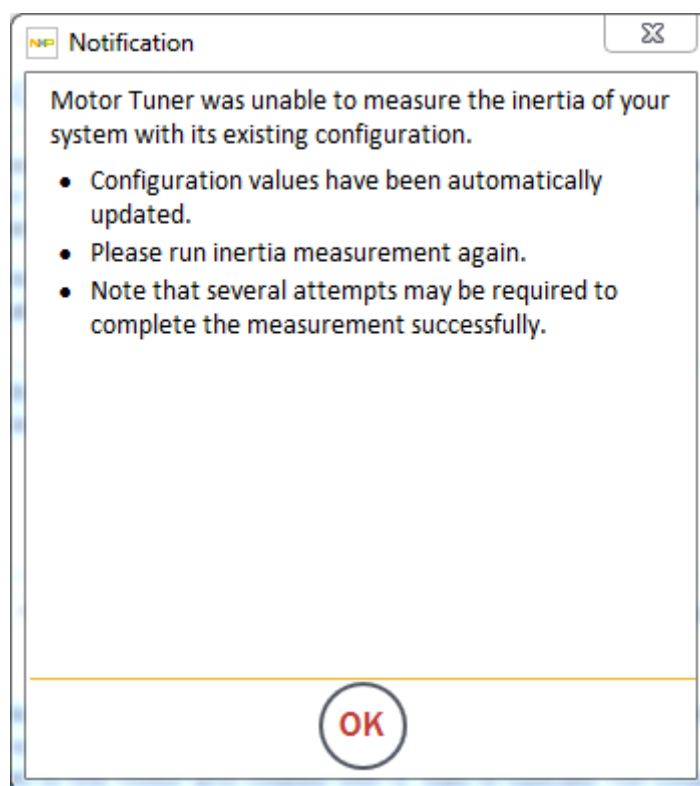 NXP Notification
Motor Tuner was unable to measure the inertia of your
system with its existing configuration.
• Configuration values have been automatically
updated.
• Please run inertia measurement again.
• Note that several attempts may be required to
complete the measurement successfully.
OK